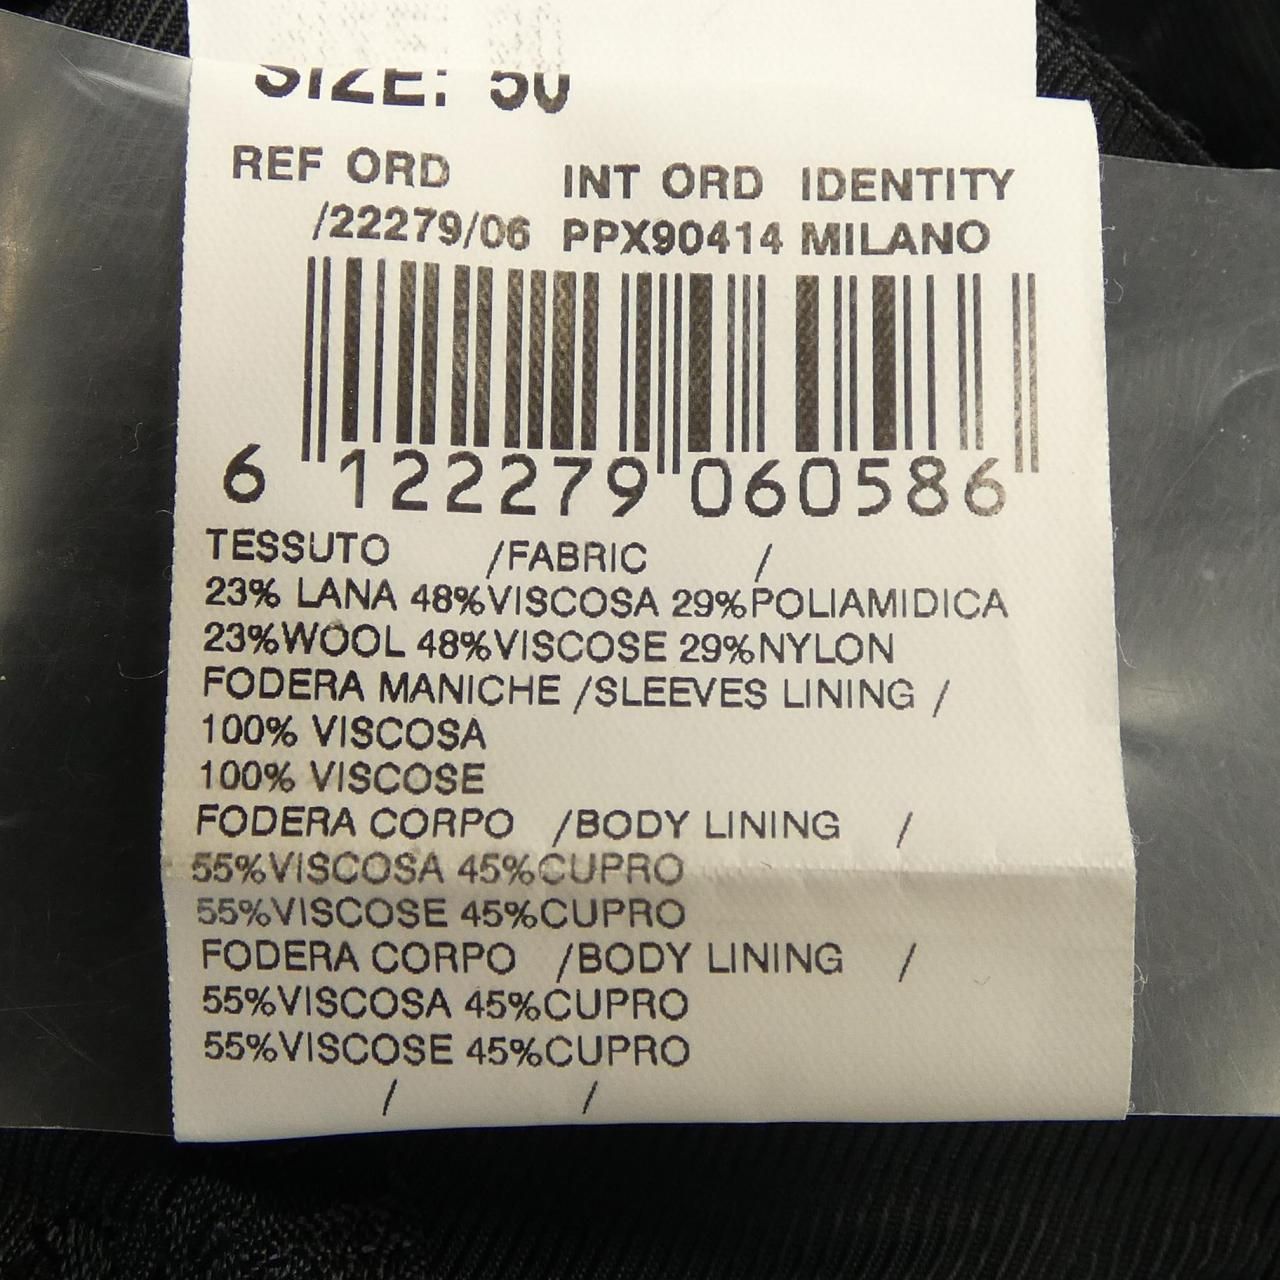 SIZE: 50
REF ORD INT ORD IDENTITY
/22279/06 PPX90414 MILANO
6 122279 060586
TESSUTO /FABRIC /
23% LANA 48%VISCOSA 29%POLIAMIDICA
23%WOOL 48%VISCOSE 29%NYLON
FODERA MANICHE /SLEEVES LINING /
100% VISCOSA
100% VISCOSE
FODERA CORPO /BODY LINING /
55%VISCOSA 45%CUPRO
55%VISCOSE 45%CUPRO
FODERA CORPO /BODY LINING /
55%VISCOSA 45%CUPRO
55%VISCOSE 45%CUPRO
/ /